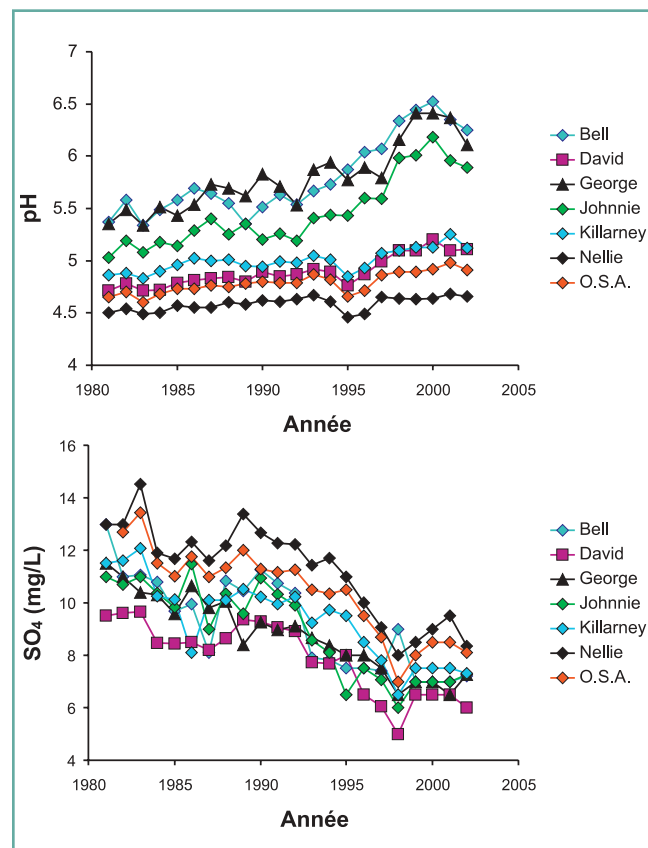 7
6.5
6
5.5
5
4.5
4
pH
1980 1985 1990 1995 2000 2005
Année
Bell
David
George
Johnnie
Killarney
Nellie
O.S.A.
16
14
12
10
8
6
4
SO4 (mg/L)
1980 1985 1990 1995 2000 2005
Année
Bell
David
George
Johnnie
Killarney
Nellie
O.S.A.